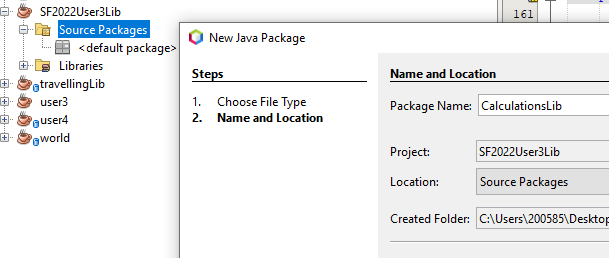 SF2022User3Lib
Source Packages
<default package>
Libraries
travellingLib
user3
user4
world
161
New Java Package
Steps
1. Choose File Type
2. Name and Location
Name and Location
Package Name: CalculationsLib
Project: SF2022User3Lib
Location: Source Packages
Created Folder: C:\Users\200585\Desktop